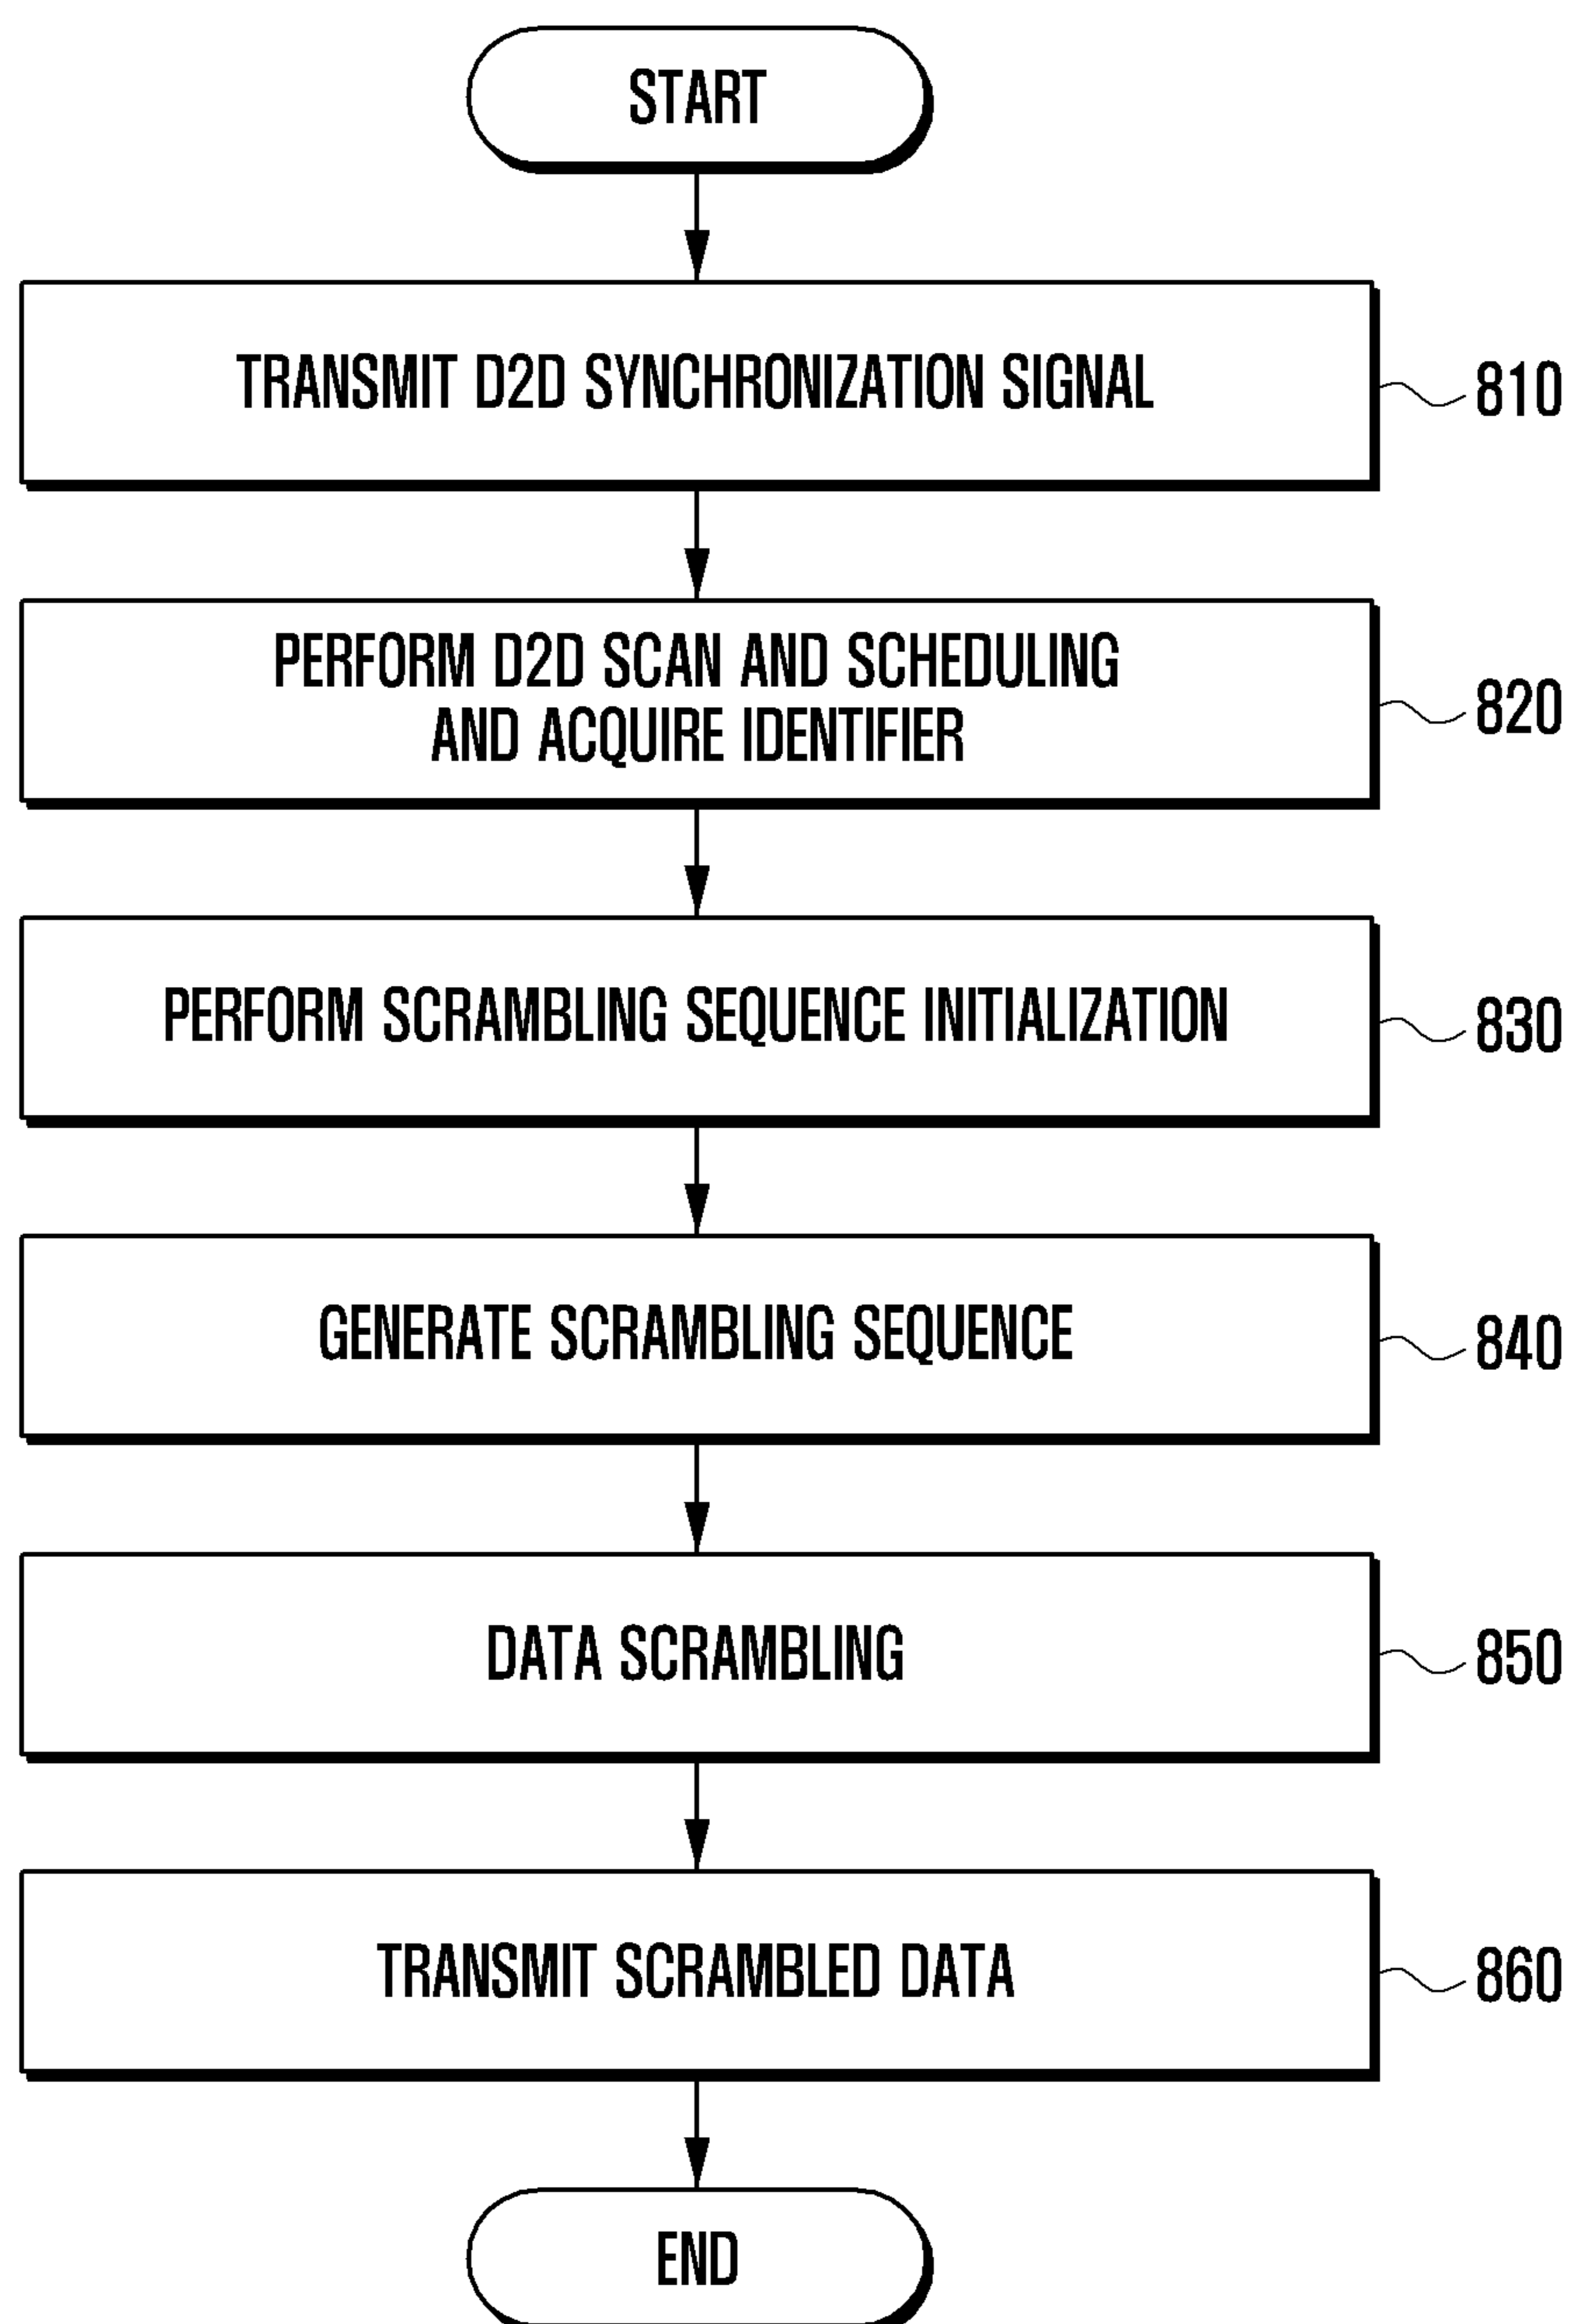 START
TRANSMIT D2D SYNCHRONIZATION SIGNAL
810
PERFORM D2D SCAN AND SCHEDULING
AND ACQUIRE IDENTIFIER
820
PERFORM SCRAMBLING SEQUENCE INITIALIZATION
830
GENERATE SCRAMBLING SEQUENCE
840
DATA SCRAMBLING
850
TRANSMIT SCRAMBLED DATA
860
END